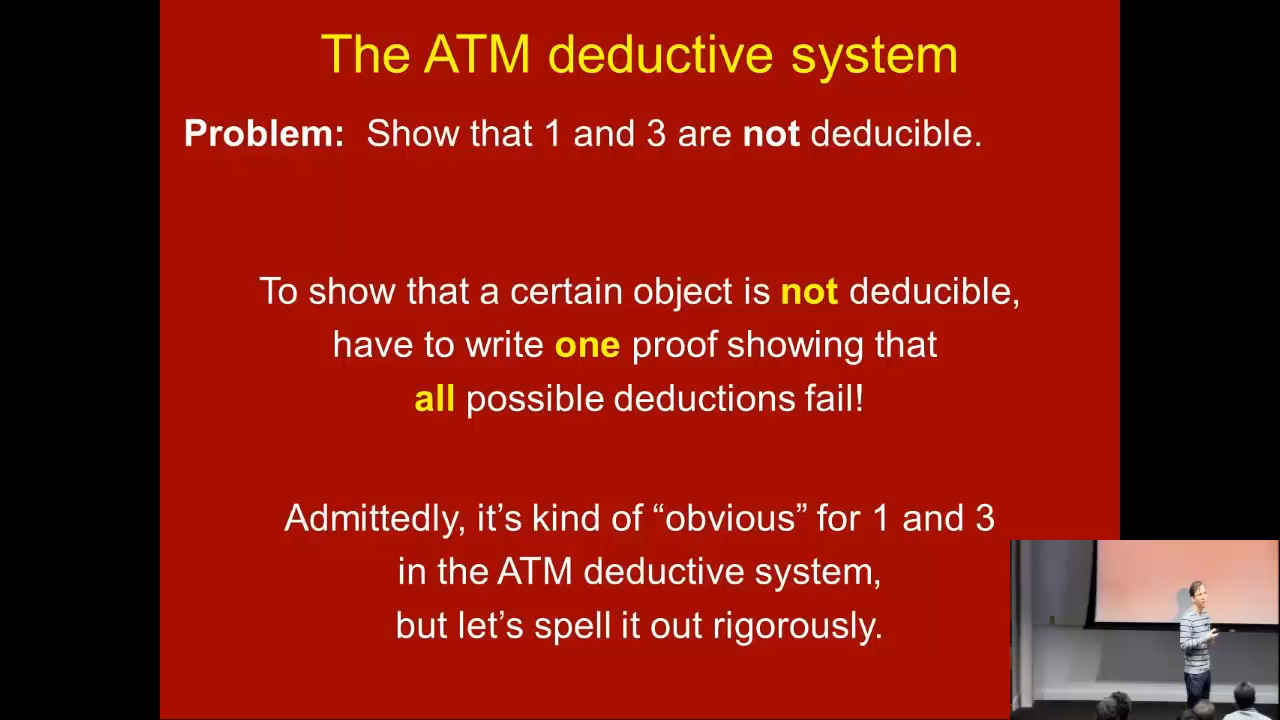 The ATM deductive system
Problem: Show that 1 and 3 are not deducible.
To show that a certain object is not deducible,
have to write one proof showing that
all possible deductions fail!
Admittedly, it’s kind of “obvious” for 1 and 3
in the ATM deductive system,
but let’s spell it out rigorously.